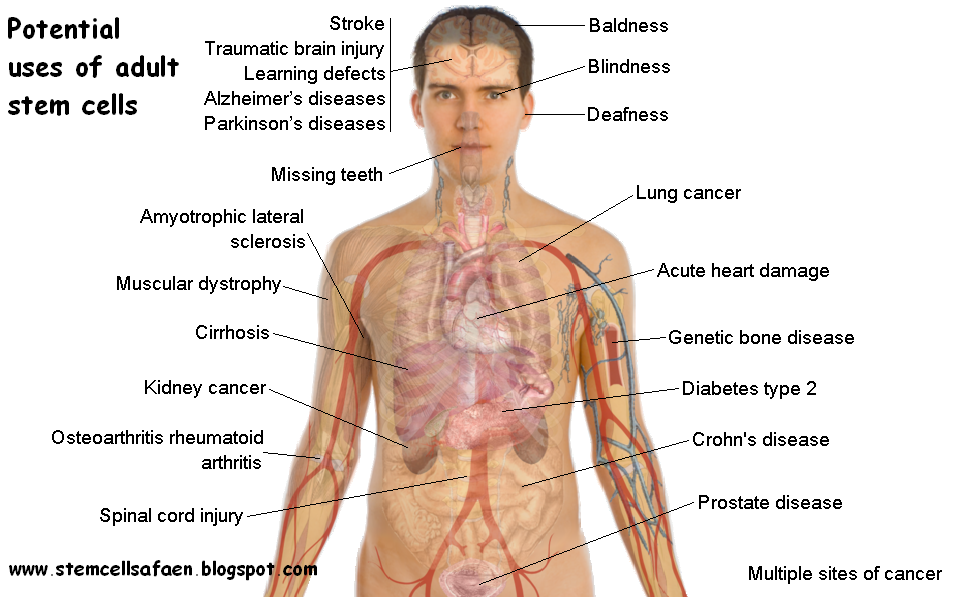 Potential
uses of adult
stem cells
Stroke
Traumatic brain injury
Learning defects
Alzheimer's diseases
Parkinson's diseases
Missing teeth
Amyotrophic lateral
sclerosis
Muscular dystrophy
Cirrhosis
Kidney cancer
Osteoarthritis rheumatoid
arthritis
Spinal cord injury
Baldness
Blindness
Deafness
Lung cancer
Acute heart damage
Genetic bone disease
Diabetes type 2
Crohn's disease
Prostate disease
www.stemcellsafaen.blogspot.com
Multiple sites of cancer